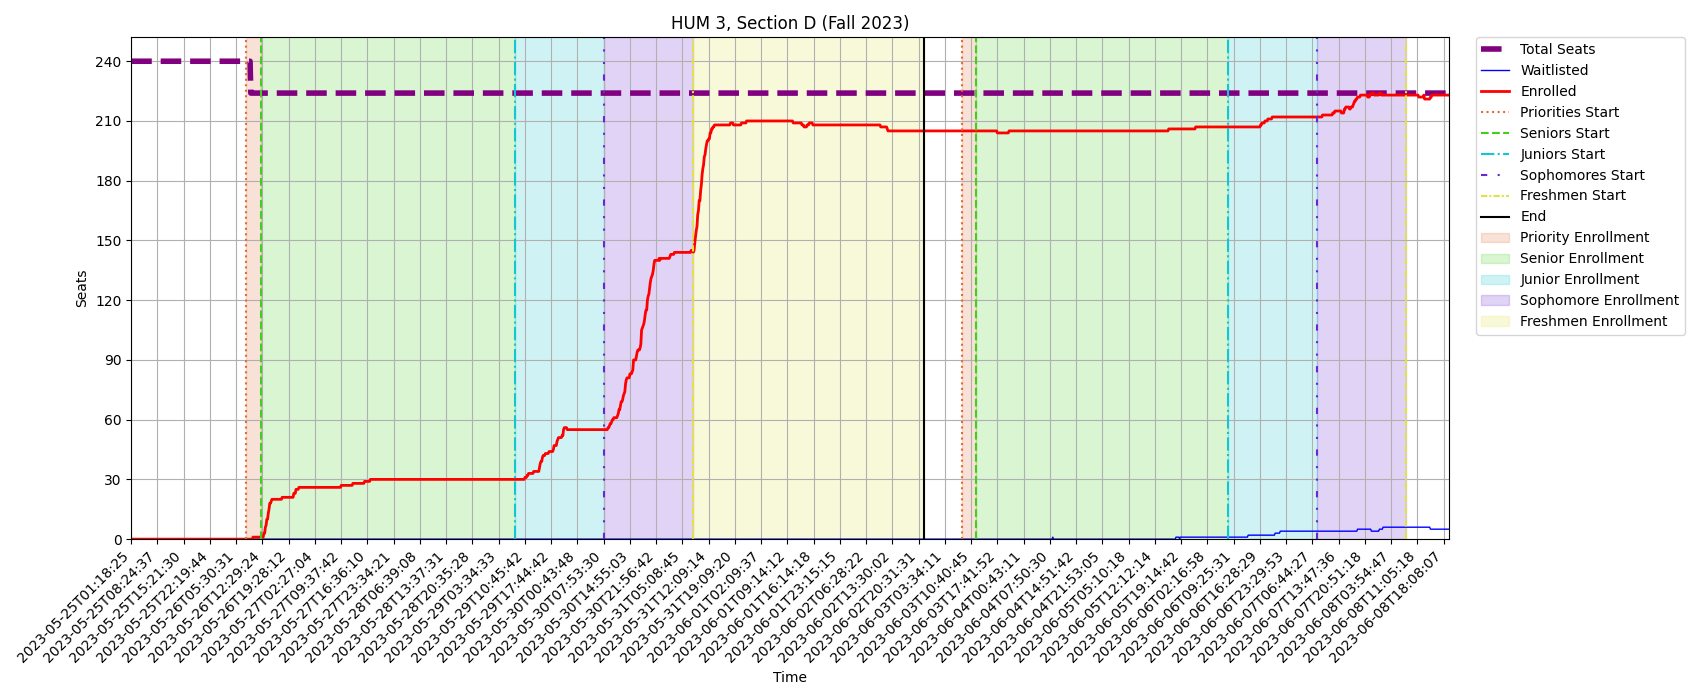 HUM 3, Section D (Fall 2023)
240
210
180
150
120
90
60
30
0
Seats
2023-05-25T01:18:25
2023-05-25T08:24:37
2023-05-25T15:21:30
2023-05-25T22:19:44
2023-05-26T05:30:31
2023-05-26T12:29:24
2023-05-26T19:28:12
2023-05-27T02:27:04
2023-05-27T09:37:42
2023-05-27T16:36:10
2023-05-27T23:34:21
2023-05-28T06:39:08
2023-05-28T13:37:31
2023-05-28T20:35:28
2023-05-29T03:34:33
2023-05-29T10:45:42
2023-05-29T17:44:42
2023-05-30T00:43:48
2023-05-30T07:53:30
2023-05-30T14:55:03
2023-05-30T21:56:42
2023-05-31T05:08:45
2023-05-31T12:09:14
2023-05-31T19:09:20
2023-06-01T02:09:37
2023-06-01T09:14:12
2023-06-01T16:14:18
2023-06-01T23:15:15
2023-06-02T06:28:22
2023-06-02T13:30:02
2023-06-02T20:31:31
2023-06-03T03:34:11
2023-06-03T10:40:45
2023-06-03T17:41:52
2023-06-04T00:43:11
2023-06-04T07:50:30
2023-06-04T14:51:42
2023-06-04T21:53:05
2023-06-05T05:10:18
2023-06-05T12:12:14
2023-06-05T19:14:42
2023-06-06T02:16:58
2023-06-06T09:25:31
2023-06-06T16:28:29
2023-06-06T23:29:53
2023-06-07T06:44:27
2023-06-07T13:47:36
2023-06-07T20:51:18
2023-06-08T03:54:47
2023-06-08T11:05:18
2023-06-08T18:08:07
Time
Total Seats
Waitlisted
Enrolled
Priorities Start
Seniors Start
Juniors Start
Sophomores Start
Freshmen Start
End
Priority Enrollment
Senior Enrollment
Junior Enrollment
Sophomore Enrollment
Freshmen Enrollment